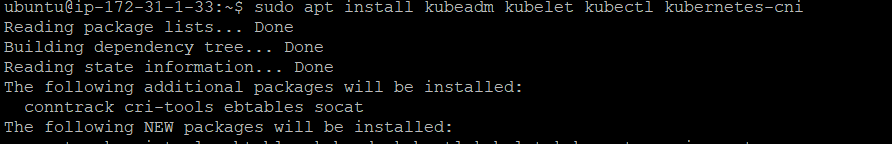 ubuntu@ip-172-31-1-33:~$ sudo apt install kubeadm kubelet kubectl kubernetes-cni
Reading package lists... Done
Building dependency tree... Done
Reading state information... Done
The following additional packages will be installed:
  conntrack cri-tools ebtables socat
The following NEW packages will be installed: